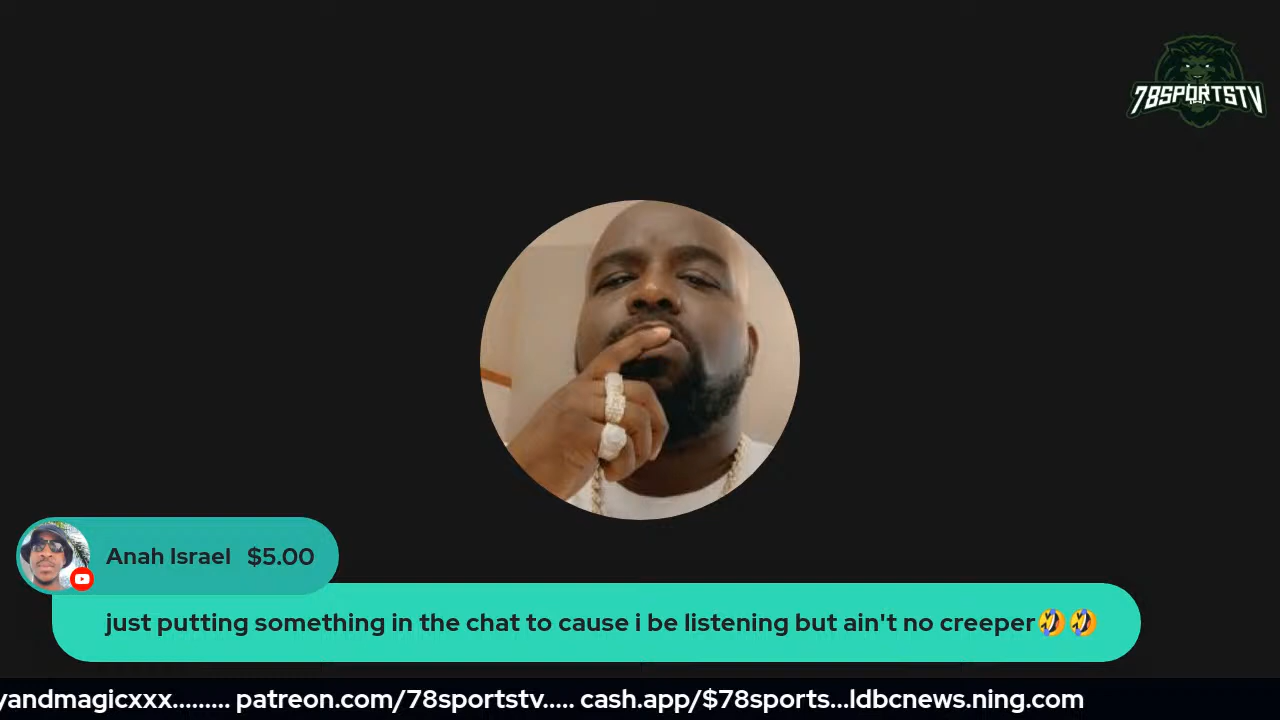 78SPORTSTV
Anah Israel $5.00
just putting something in the chat to cause i be listening but ain't no creeper🤣🤣
yandmagicxxx......... patreon.com/78sportstv..... cash.app/$78sports...ldbcnews.ning.com